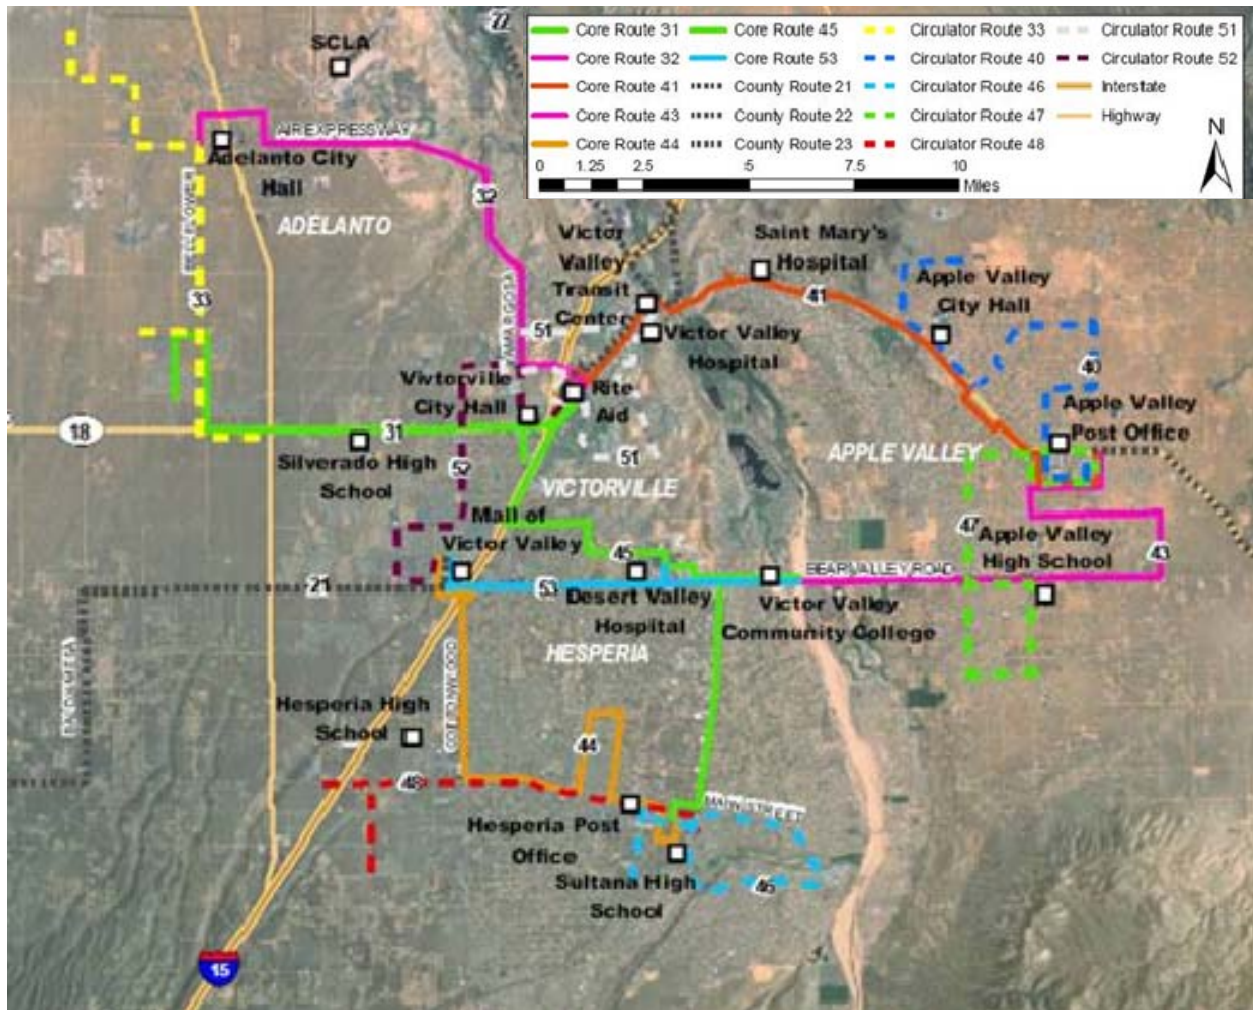 22
Core Route 31 Core Route 45 Circulator Route 33 Circulator Route 51
Core Route 32 Core Route 53 Circulator Route 40 Circulator Route 52
Core Route 41 County Route 21 Circulator Route 46 Interstate
Core Route 43 County Route 22 Circulator Route 47 Highway
Core Route 44 County Route 23 Circulator Route 48
0 1.25 2.5 5 7.5 10
Miles
N
SCLA
AIR EXPRESSWAY
Adelanto City
Hall
32
ADELANTO
33
Victor
Valley
Transit
Center
Saint Mary's
Hospital
41
Apple Valley
City Hall
51
Victor Valley
Hospital
40
Vivtorville
City Hall
Rite
Aid
Apple Valley
Post Office
18
31
Silverado High
School
52
51
VICTORVILLE
APPLE VALLEY
Mall of
Victor Valley
45
47
Apple Valley
High School
43
BEAR VALLEY ROAD
21
53
Desert Valley
Hospital
Victor Valley
Community College
HESPERIA
COTTONWOOD
Hesperia High
School
44
48
MAIN STREET
Hesperia Post
Office
Sultana High
School
46
15